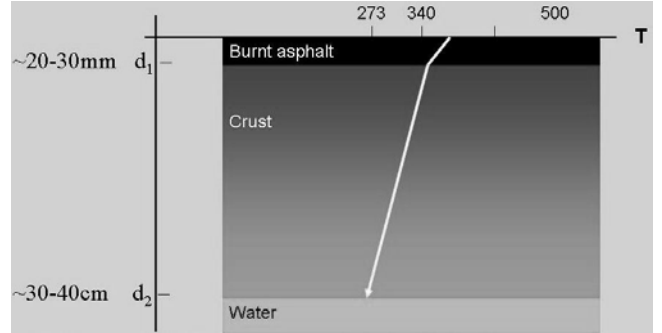 273 340 500
T
Burnt asphalt
~20-30mm d₁
Crust
~30-40cm d₂
Water